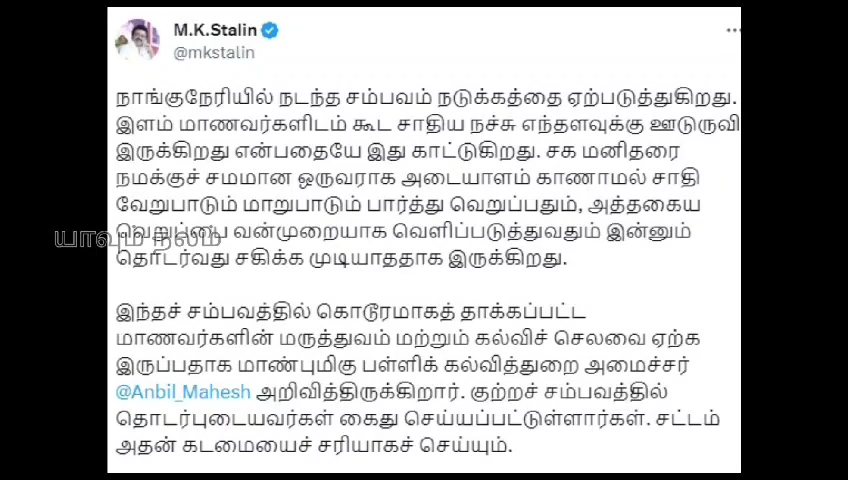 M.K.Stalin
@mkstalin
நாங்குநேரியில் நடந்த சம்பவம் நடுக்கத்தை ஏற்படுத்துகிறது.
இளம் மாணவர்களிடம் கூட சாதிய நச்சு எந்தளவுக்கு ஊடுருவி
இருக்கிறது என்பதையே இது காட்டுகிறது. சக மனிதரை
நமக்குச் சமமான ஒருவராக அடையாளம் காணாமல் சாதி
வேறுபாடும் மாறுபாடும் பார்த்து வெறுப்பதும், அத்தகைய
யாவும் நலம்
வெறுப்பை வன்முறையாக வெளிப்படுத்துவதும் இன்னும்
தொடர்வது சகிக்க முடியாததாக இருக்கிறது.
இந்தச் சம்பவத்தில் கொடூரமாகத் தாக்கப்பட்ட
மாணவர்களின் மருத்துவம் மற்றும் கல்விச் செலவை ஏற்க
இருப்பதாக மாண்புமிகு பள்ளிக் கல்வித்துறை அமைச்சர்
@Anbil_Mahesh அறிவித்திருக்கிறார். குற்றச் சம்பவத்தில்
தொடர்புடையவர்கள் கைது செய்யப்பட்டுள்ளார்கள். சட்டம்
அதன் கடமையைச் சரியாகச் செய்யும்.